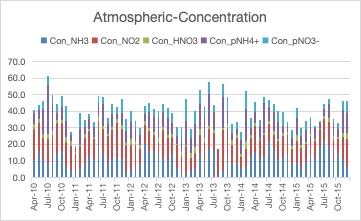 Atmospheric-Concentration
Con_NH3 Con_NO2 Con_HNO3 Con_pNH4+ Con_pNO3-
70.0
60.0
50.0
40.0
30.0
20.0
10.0
0.0
Apr-10 Jul-10 Oct-10 Jan-11 Apr-11 Jul-11 Oct-11 Jan-12 Apr-12 Jul-12 Oct-12 Jan-13 Apr-13 Jul-13 Oct-13 Jan-14 Apr-14 Jul-14 Oct-14 Jan-15 Apr-15 Jul-15 Oct-15